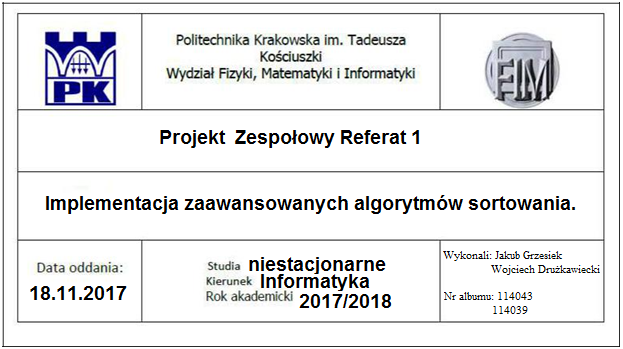 PK
Politechnika Krakowska im. Tadeusza
Kościuszki
Wydział Fizyki, Matematyki i Informatyki
FIM
Projekt Zespołowy Referat 1
Implementacja zaawansowanych algorytmów sortowania.
Data oddania:
18.11.2017
Studia niestacjonarne
Kierunek Informatyka
Rok akademicki 2017/2018
Wykonali: Jakub Grzesiek
Wojciech Drużkawiecki
Nr albumu: 114043
114039